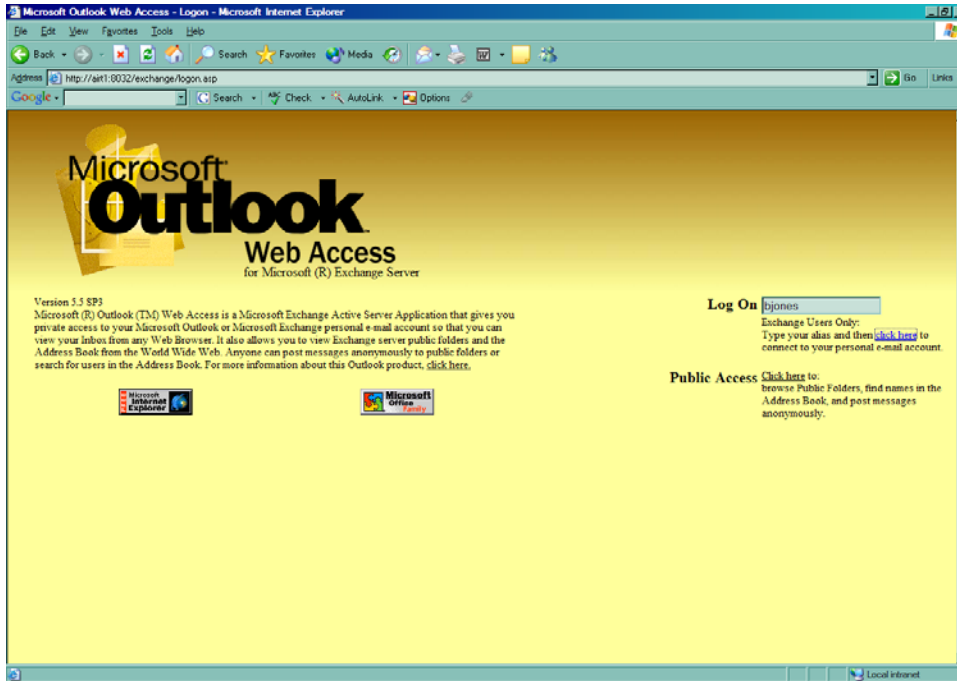 Microsoft Outlook Web Access - Logon - Microsoft Internet Explorer
File Edit View Favorites Tools Help
Back Search Favorites Media
Address http://airt1:8032/exchange/logon.asp Go Links
Google Search Check AutoLink Options
Microsoft
Outlook
Web Access
for Microsoft (R) Exchange Server
Version 5.5 SP3
Microsoft (R) Outlook (TM) Web Access is a Microsoft Exchange Active Server Application that gives you
private access to your Microsoft Outlook or Microsoft Exchange personal e-mail account so that you can
view your Inbox from any Web Browser. It also allows you to view Exchange server public folders and the
Address Book from the World Wide Web. Anyone can post messages anonymously to public folders or
search for users in the Address Book. For more information about this Outlook product, click here.
Microsoft
Internet
Explorer
Microsoft
Office
Family
Log On bjones
Exchange Users Only:
Type your alias and then click here to
connect to your personal e-mail account.
Public Access Click here to:
browse Public Folders, find names in the
Address Book, and post messages
anonymously.
Local intranet